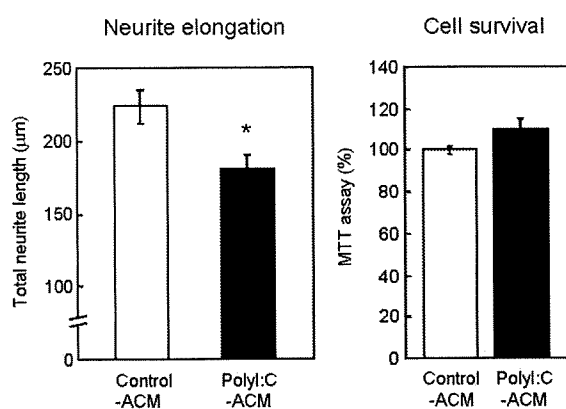 Neurite elongation
Total neurite length (μm)
250
200
150
100
0
*
Control
-ACM
PolyI:C
-ACM
Cell survival
MTT assay (%)
140
120
100
80
60
40
20
0
Control
-ACM
PolyI:C
-ACM